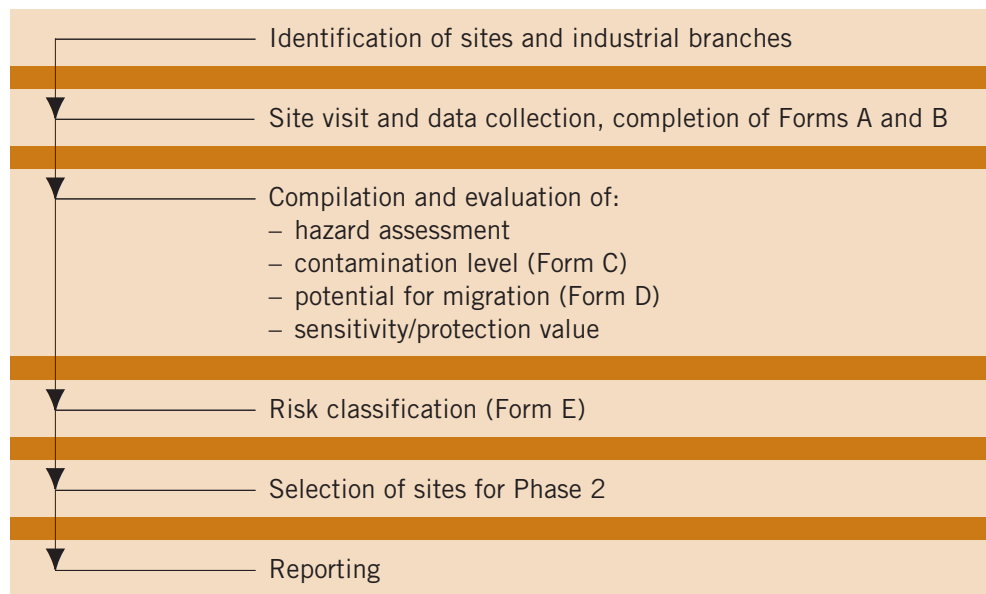 Identification of sites and industrial branches
Site visit and data collection, completion of Forms A and B
Compilation and evaluation of:
– hazard assessment
– contamination level (Form C)
– potential for migration (Form D)
– sensitivity/protection value
Risk classification (Form E)
Selection of sites for Phase 2
Reporting